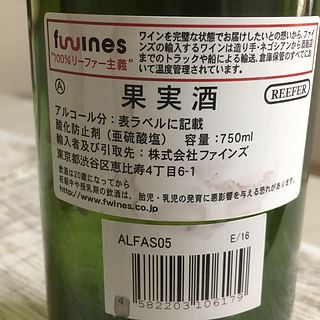 fwines
"100%リーファー主義"
ワインを完璧な状態でお届けしたいとの想いから、ファイ
ンズの輸入するワインは造り手・ネゴシアンから酒販店
までのトラックや船による輸送、倉庫保管のすべてにお
いて温度管理されています。
A
REEFER
果実酒
アルコール分：表ラベルに記載
酸化防止剤（亜硫酸塩） 容量：750ml
輸入者及び引取先：株式会社ファインズ
東京都渋谷区恵比寿4丁目6-1
飲酒は20歳になってから
妊娠中や授乳期の飲酒は、胎児・乳児の発育に悪影響を与える恐れがあります。
http://www.fwines.co.jp
ALFAS05 E/16
4 582203 106179